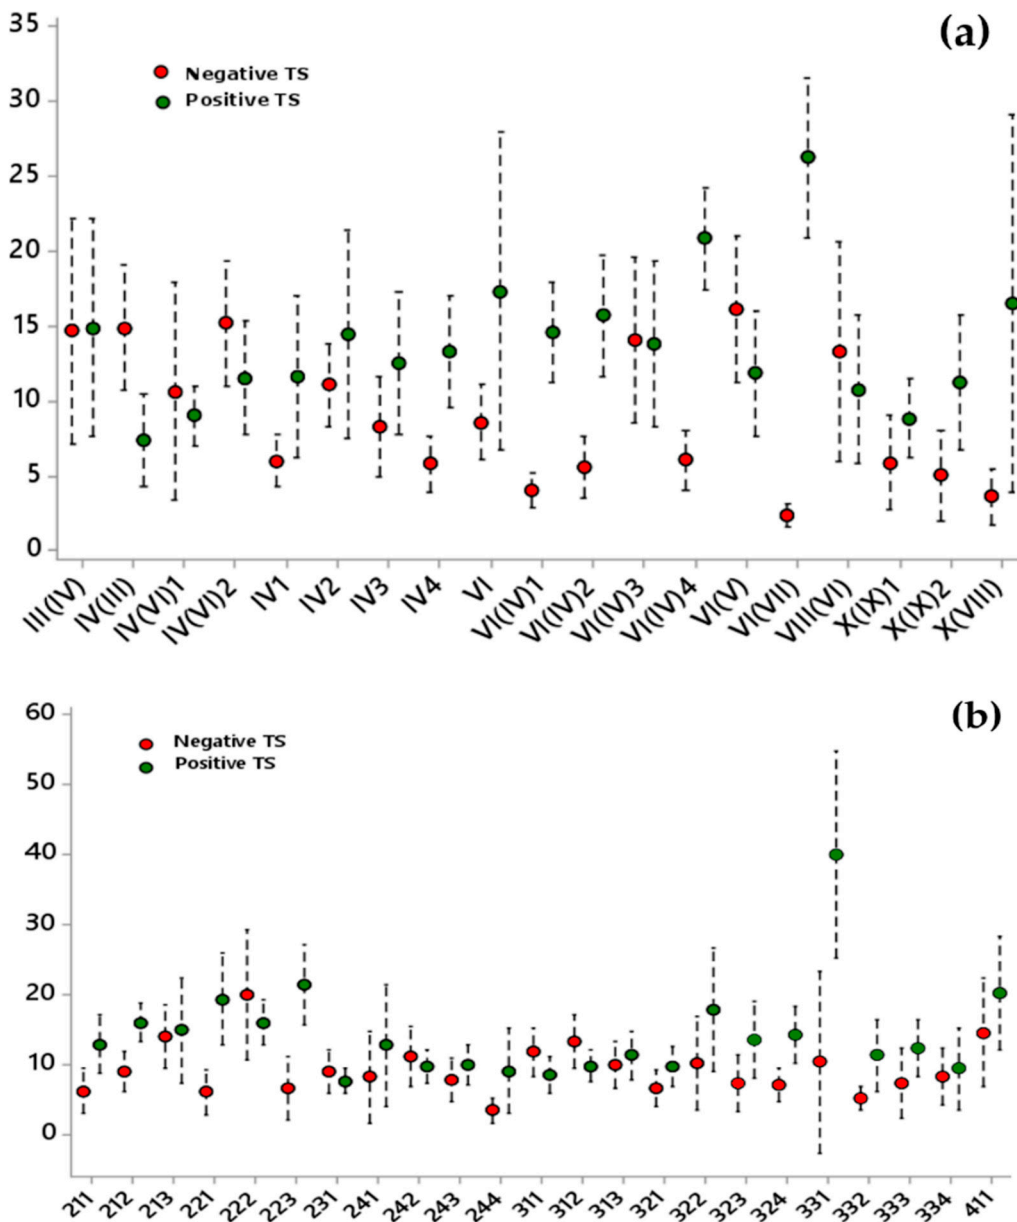 (a)
35
Negative TS
Positive TS
30
25
20
15
10
5
0
III(IV) IV(III) IV(VI)1 IV(VI)2 IV1 IV2 IV3 IV4 VI VI(IV)1 VI(IV)2 VI(IV)3 VI(IV)4 VI(V) VI(VII) VIII(VI) X(IX)1 X(IX)2 X(VIII)
(b)
60
Negative TS
Positive TS
50
40
30
20
10
0
211 212 213 221 222 223 231 241 242 243 244 311 312 313 321 322 323 324 331 332 333 334 411